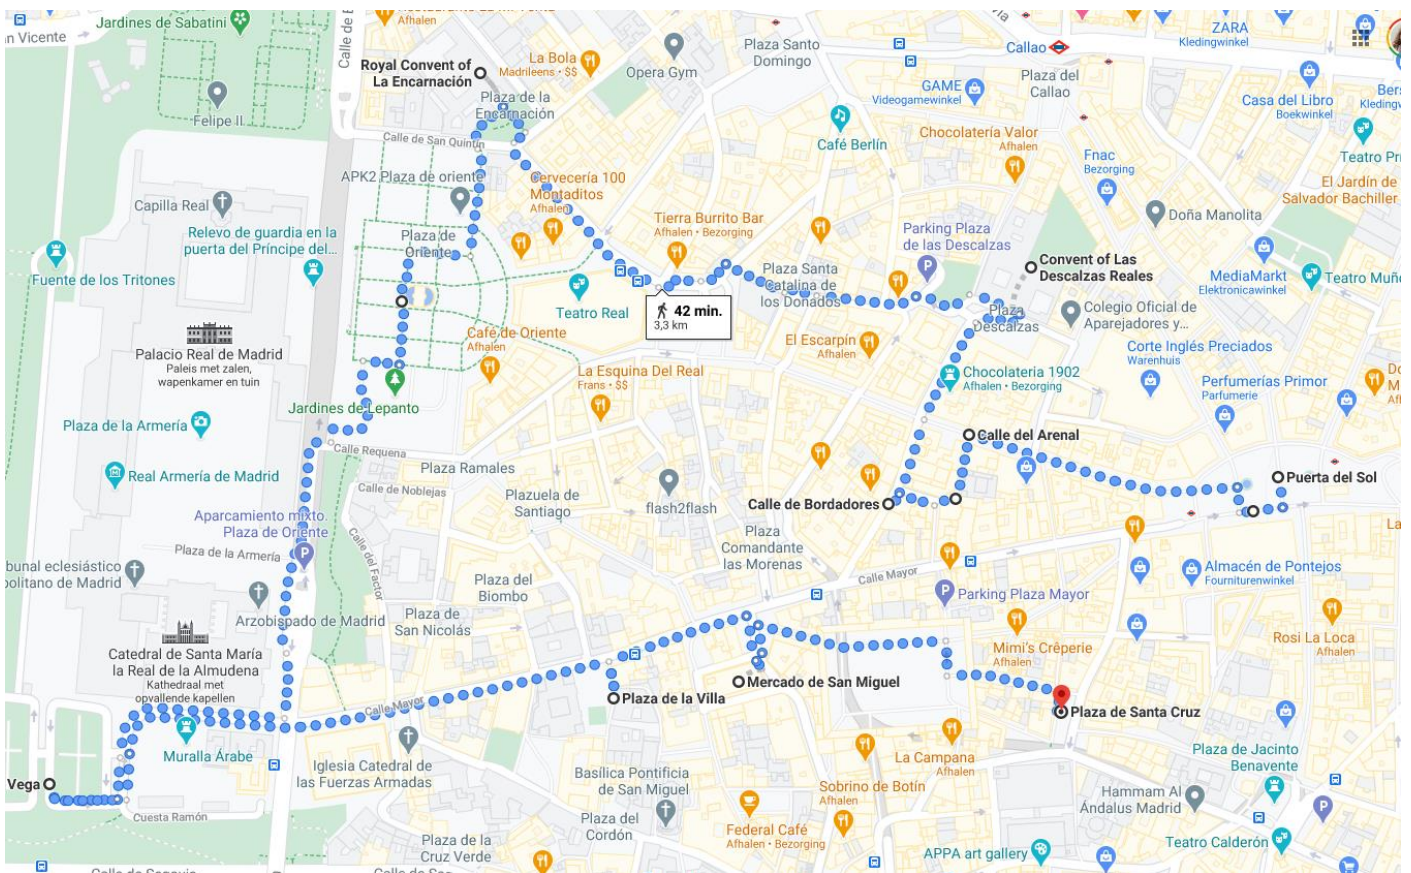 Jardines de Sabatini
n Vicente
Calle de
Afhalen
Royal Convent of
La Encarnación
La Bola
Madrileens • $$
Opera Gym
Plaza Santo
Domingo
Callao
ZARA
Kledingwinkel
Felipe II
Plaza de la
Encarnación
GAME
Videogamewinkel
Plaza del
Callao
Casa del Libro
Boekwinkel
Calle de San Quintín
Café Berlín
Chocolatería Valor
Afhalen
Fnac
Bezorging
Teatro
APK2 Plaza de oriente
Cervecería 100
Montaditos
Afhalen
El Jardín de
Salvador Bachiller
Capilla Real
Relevo de guardia en la
puerta del Príncipe del...
Tierra Burrito Bar
Afhalen • Bezorging
Doña Manolita
Plaza de
Oriente
Parking Plaza
de las Descalzas
Fuente de los Tritones
Plaza Santa
Catalina de
los Donados
Convent of Las
Descalzas Reales
MediaMarkt
Elektronicawinkel
Teatro Muñ
Teatro Real
42 min.
3,3 km
Plaza
Descalzas
Colegio Oficial de
Aparejadores y...
Palacio Real de Madrid
Paleis met zalen,
wapenkamer en tuin
Café de Oriente
Afhalen
El Escarpín
Afhalen
Corte Inglés Preciados
Warenhuis
La Esquina Del Real
Frans • $$
Chocolateria 1902
Afhalen • Bezorging
Perfumerías Primor
Parfumerie
Jardines de Lepanto
Plaza de la Armería
Calle Requena
Calle del Arenal
Real Armería de Madrid
Plaza Ramales
Puerta del Sol
Calle de Noblejas
Plazuela de
Santiago
flash2flash
Calle de Bordadores
Aparcamiento mixto
Plaza de Oriente
Plaza
Comandante
las Morenas
Plaza de la Armería
Calle del Factor
bunal eclesiástico
politano de Madrid
Plaza del
Biombo
Calle Mayor
Almacén de Pontejos
Fourniturenwinkel
Parking Plaza Mayor
Arzobispado de Madrid
Plaza de
San Nicolás
Rosi La Loca
Afhalen
Mimi's Crêperie
Afhalen
Catedral de Santa María
la Real de la Almudena
Kathedraal met
opvallende kapellen
Mercado de San Miguel
Calle Mayor
Plaza de la Villa
Plaza de Santa Cruz
Muralla Árabe
Iglesia Catedral de
las Fuerzas Armadas
La Campana
Afhalen
Plaza de Jacinto
Benavente
Vega
Basílica Pontificia
de San Miguel
Sobrino de Botín
Afhalen
Hammam Al
Ándalus Madrid
Cuesta Ramón
Plaza del
Cordón
Federal Café
Afhalen • Bezorging
Plaza de la
Cruz Verde
APPA art gallery
Teatro Calderón